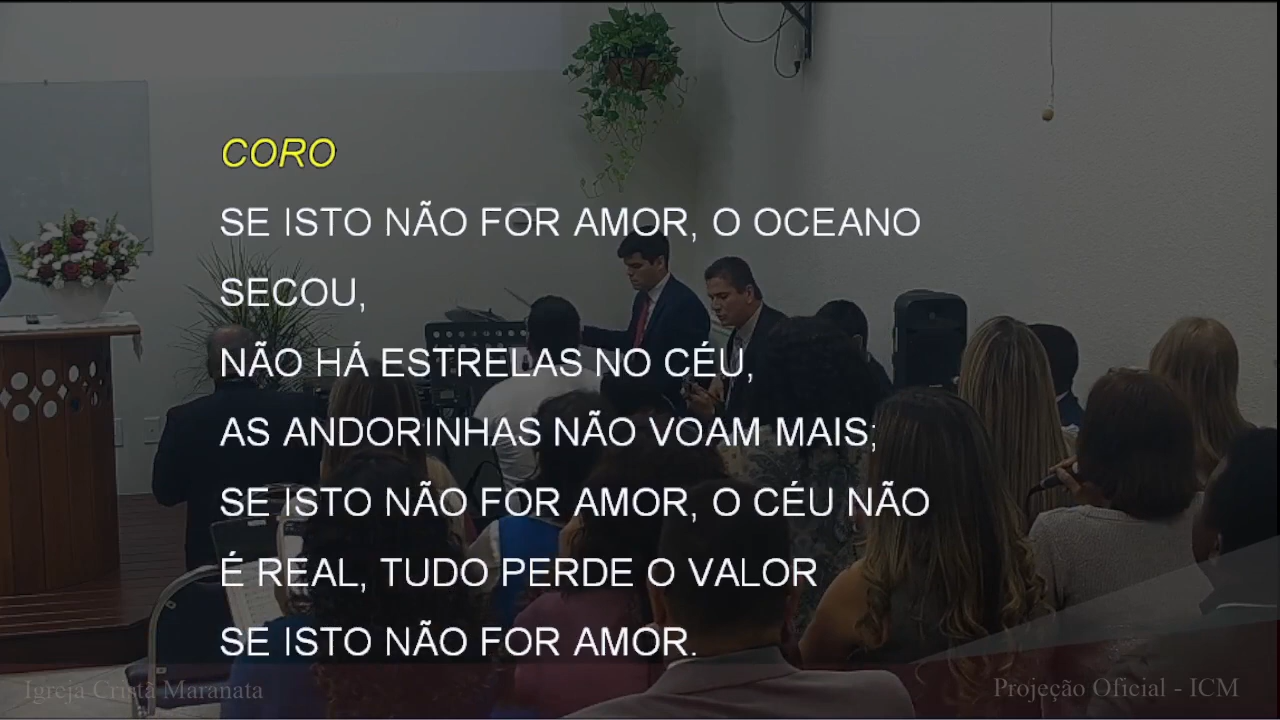 CORO
SE ISTO NÃO FOR AMOR, O OCEANO
SECOU,
NÃO HÁ ESTRELAS NO CÉU,
AS ANDORINHAS NÃO VOAM MAIS;
SE ISTO NÃO FOR AMOR, O CÉU NÃO
É REAL, TUDO PERDE O VALOR
SE ISTO NÃO FOR AMOR.
Igreja Cristã Maranata
Projeção Oficial - ICM